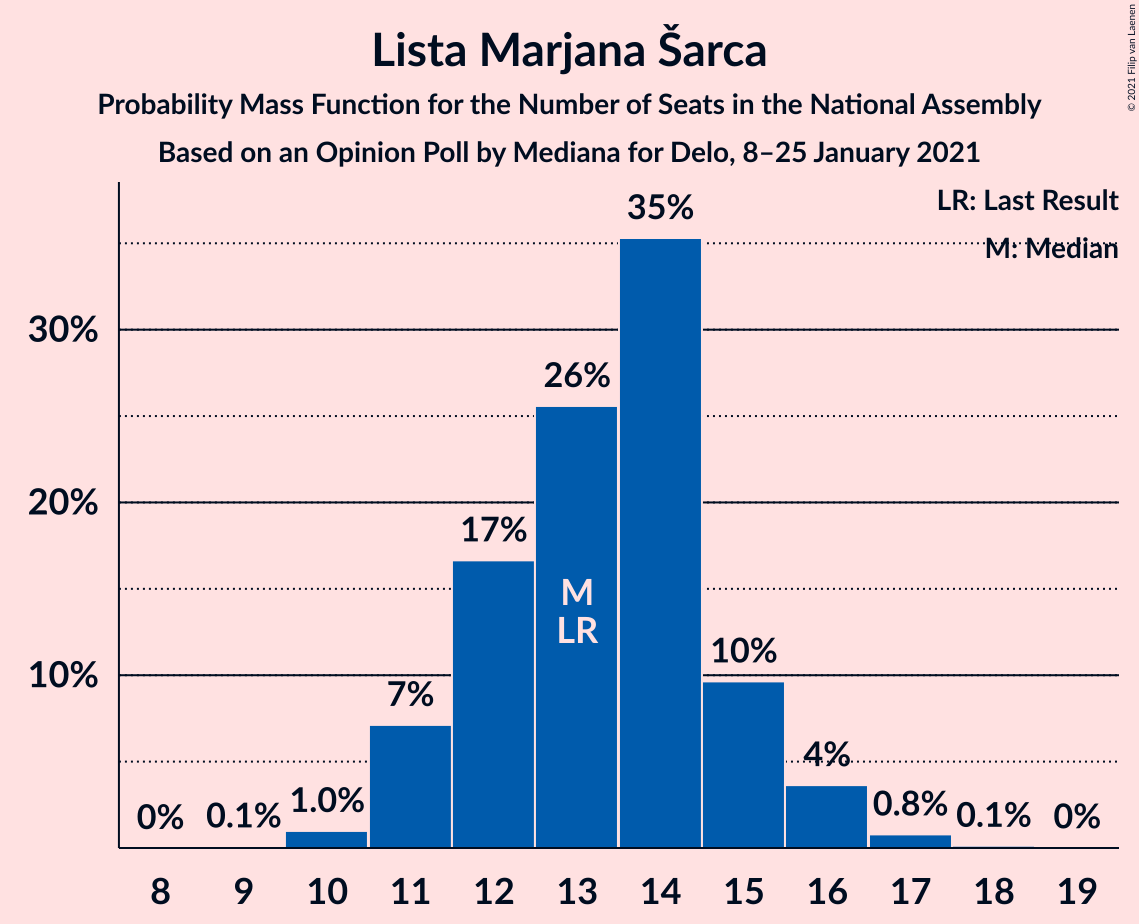 Lista Marjana Šarca
Probability Mass Function for the Number of Seats in the National Assembly
Based on an Opinion Poll by Mediana for Delo, 8–25 January 2021
© 2021 Filip van Laenen
LR: Last Result
M: Median
35%
30%
26%
20%
17%
M
LR
10%
10%
7%
4%
0%
0.1%
1.0%
0.8%
0.1%
0%
8 9 10 11 12 13 14 15 16 17 18 19